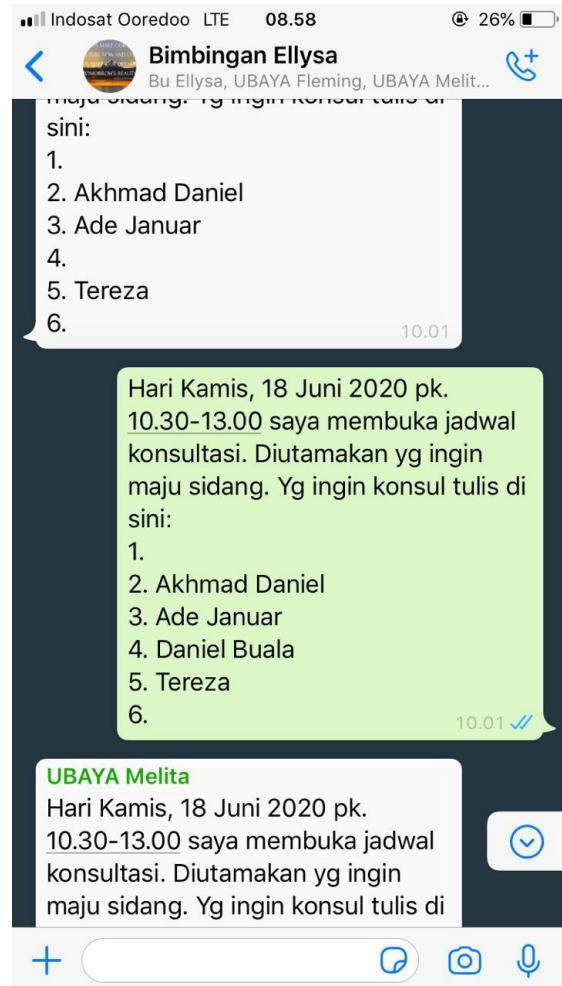 Indosat Ooredoo LTE 08.58 26%
Bimbingan Ellysa
Bu Ellysa, UBAYA Fleming, UBAYA Melit...
maju sidang. Yg ingin konsul tulis di
sini:
1.
2. Akhmad Daniel
3. Ade Januar
4.
5. Tereza
6.
10.01
Hari Kamis, 18 Juni 2020 pk.
10.30-13.00 saya membuka jadwal
konsultasi. Diutamakan yg ingin
maju sidang. Yg ingin konsul tulis di
sini:
1.
2. Akhmad Daniel
3. Ade Januar
4. Daniel Buala
5. Tereza
6.
10.01
UBAYA Melita
Hari Kamis, 18 Juni 2020 pk.
10.30-13.00 saya membuka jadwal
konsultasi. Diutamakan yg ingin
maju sidang. Yg ingin konsul tulis di